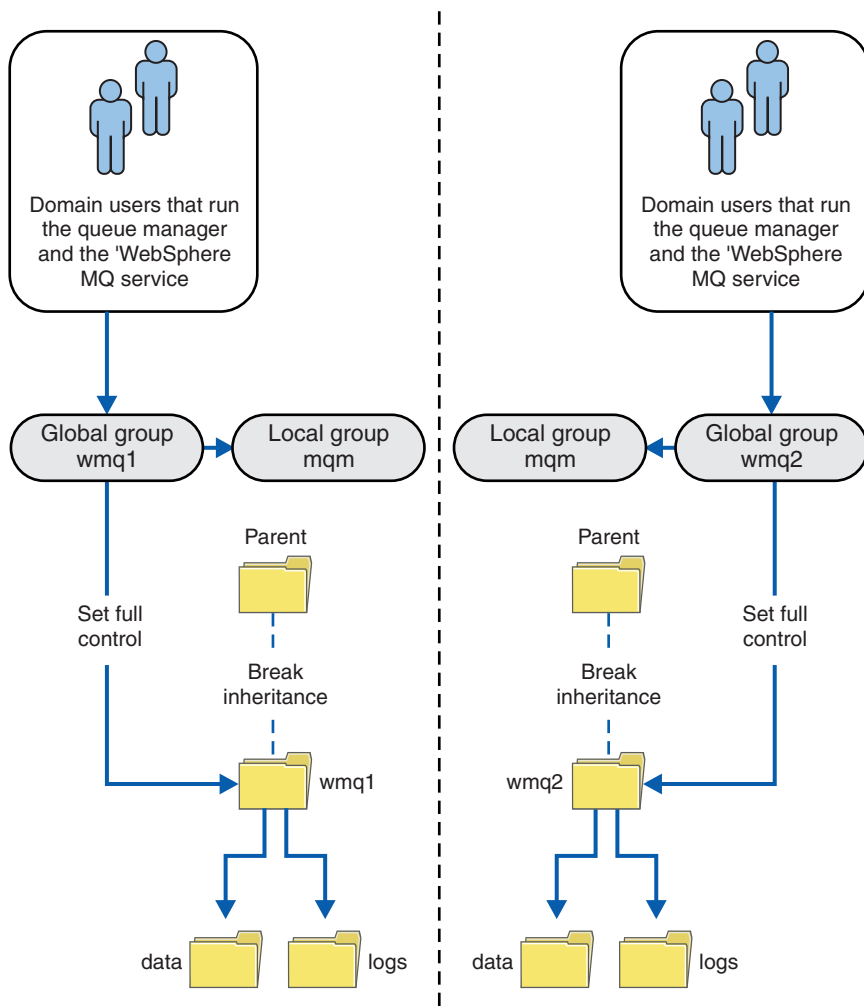 Domain users that run
the queue manager
and the 'WebSphere
MQ service
Global group
wmq1
Local group
mqm
Parent
Set full
control
Break
inheritance
wmq1
data
logs
Domain users that run
the queue manager
and the 'WebSphere
MQ service
Local group
mqm
Global group
wmq2
Parent
Set full
control
Break
inheritance
wmq2
data
logs